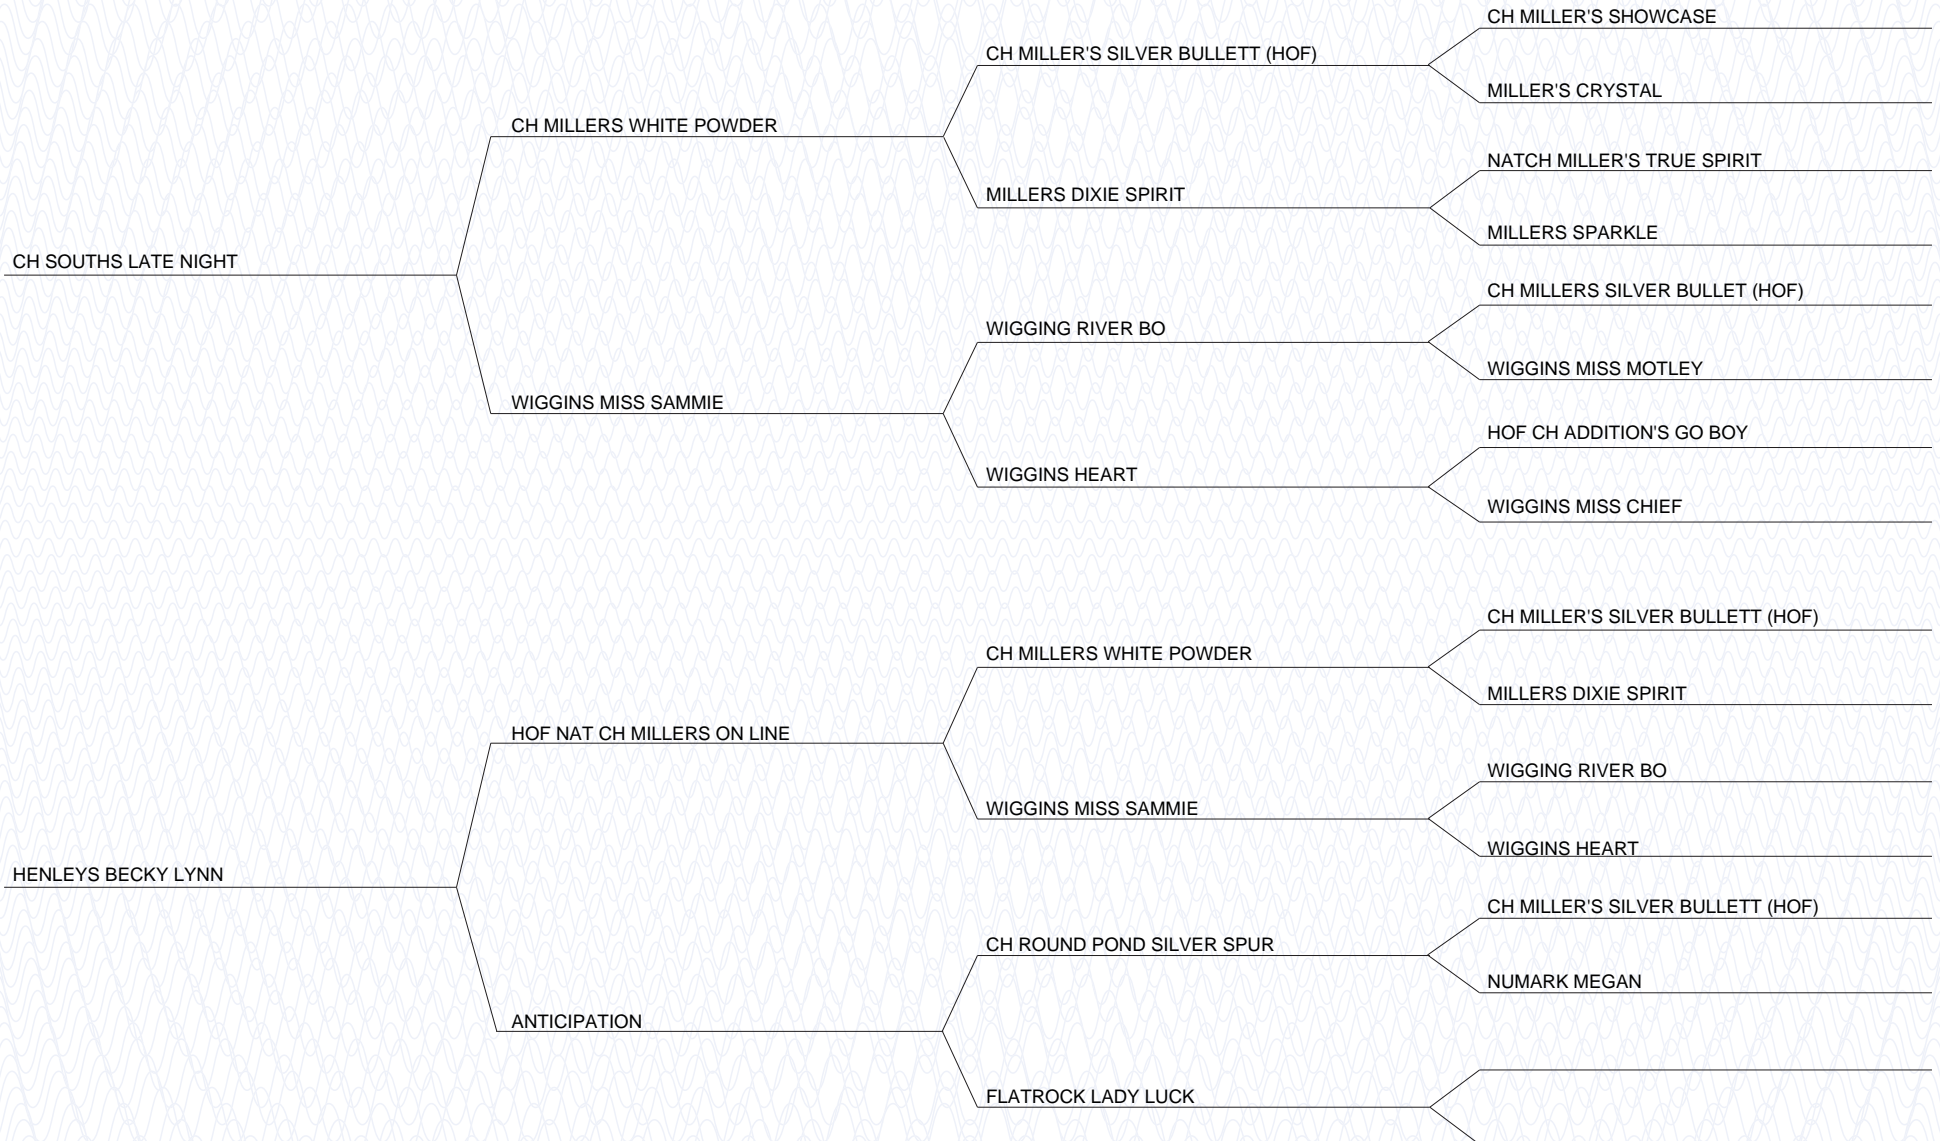 CH MILLER'S SHOWCASE
CH MILLER'S SILVER BULLETT (HOF)
MILLER'S CRYSTAL
CH MILLERS WHITE POWDER
NATCH MILLER'S TRUE SPIRIT
MILLERS DIXIE SPIRIT
MILLERS SPARKLE
CH SOUTHS LATE NIGHT
CH MILLERS SILVER BULLET (HOF)
WIGGING RIVER BO
WIGGINS MISS MOTLEY
WIGGINS MISS SAMMIE
HOF CH ADDITION'S GO BOY
WIGGINS HEART
WIGGINS MISS CHIEF
CH MILLER'S SILVER BULLETT (HOF)
CH MILLERS WHITE POWDER
MILLERS DIXIE SPIRIT
HOF NAT CH MILLERS ON LINE
WIGGING RIVER BO
WIGGINS MISS SAMMIE
WIGGINS HEART
HENLEYS BECKY LYNN
CH MILLER'S SILVER BULLETT (HOF)
CH ROUND POND SILVER SPUR
NUMARK MEGAN
ANTICIPATION
FLATROCK LADY LUCK